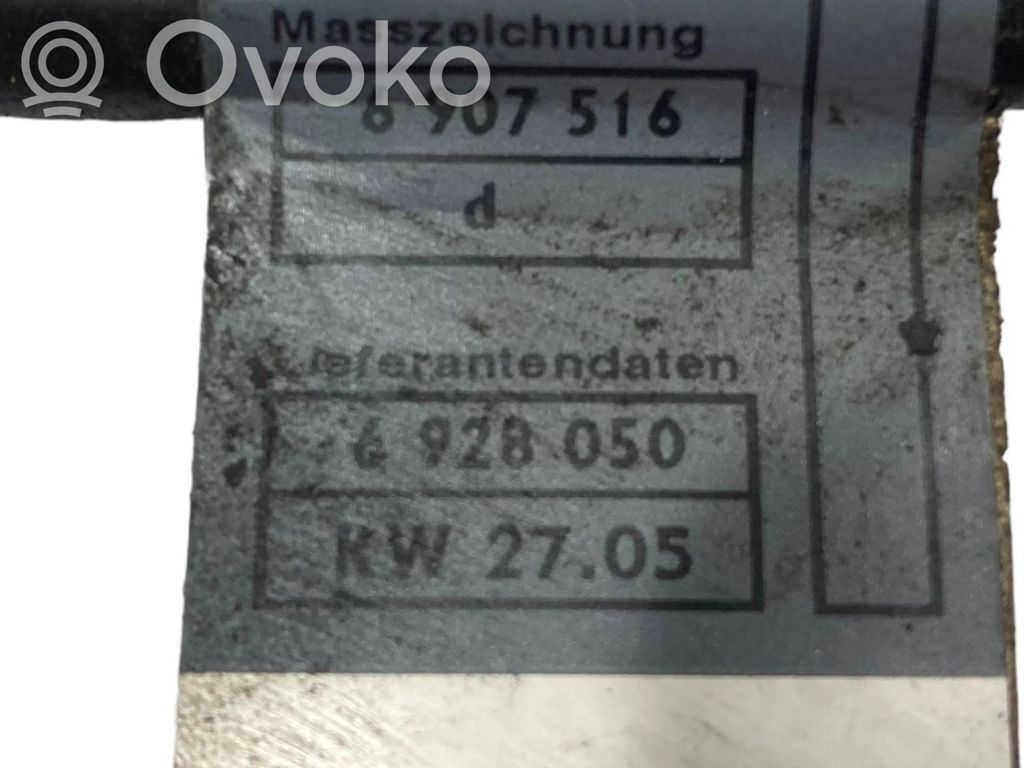 Masszeichnung
Ovoko
6 907 516
d
Lieferantendaten
6 928 050
KW 27.05